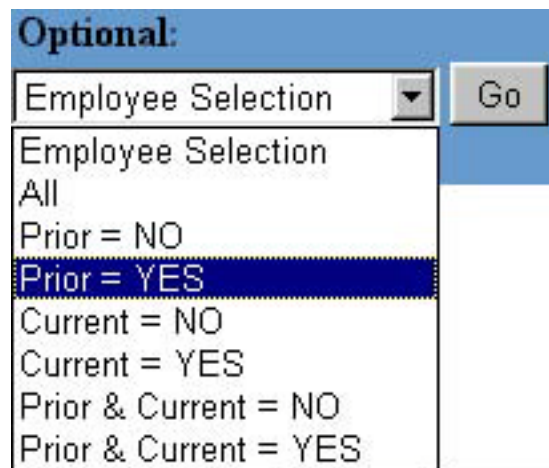 Optional:
Employee Selection Go
Employee Selection
All
Prior = NO
Prior = YES
Current = NO
Current = YES
Prior & Current = NO
Prior & Current = YES